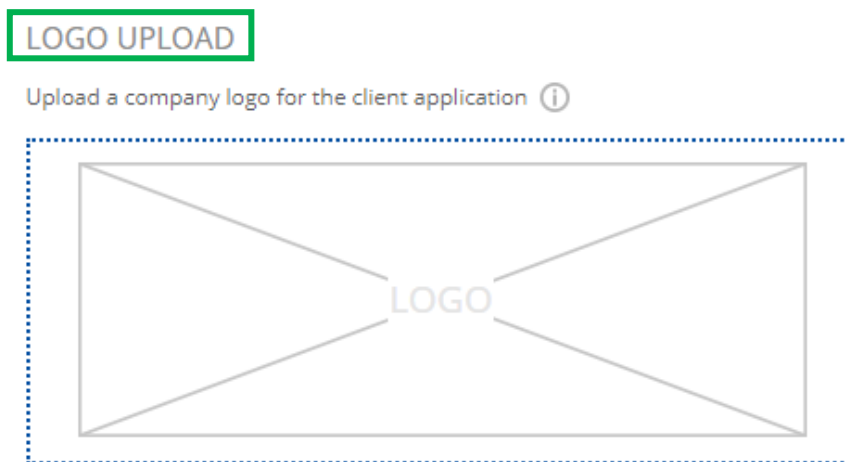 LOGO UPLOAD
Upload a company logo for the client application
LOGO